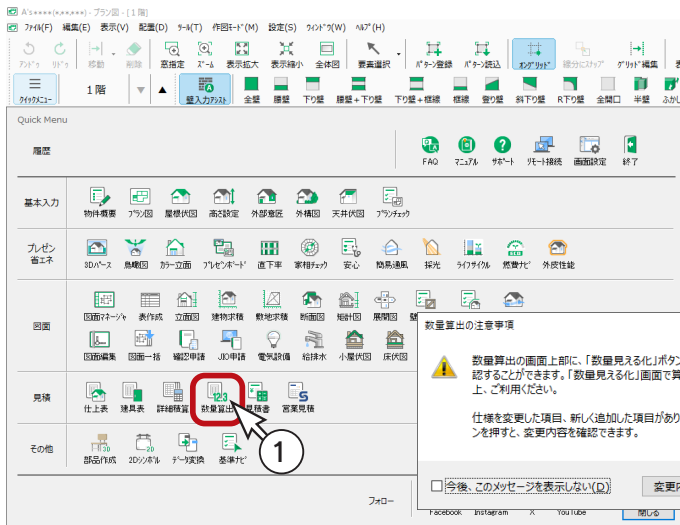 A's****(*.**.***) - プラン図 - [1 階]
ファイル(F) 編集(E) 表示(V) 配置(D) ツール(T) 作図モード(M) 設定(S) ウインドウ(W) ヘルプ(H)
アンドゥ リドゥ 移動 削除 窓指定 ズーム 表示拡大 表示縮小 全体図 要素選択 パターン登録 パターン読込 オングリッド 線分にスナップ グリッド編集
クイックメニュー 1 階 壁入力アシスト 全壁 腰壁 下り壁 腰壁+下り壁 下り壁+框線 框線 登り壁 斜下り壁 R下り壁 全開口 半壁 ふかし
Quick Menu
履歴
FAQ マニュアル サポート リモート接続 画面設定 終了
基本入力
物件概要 プラン図 屋根伏図 高さ設定 外部意匠 外構図 天井伏図 プランチェック
プレゼン
省エネ
3Dパース 鳥瞰図 カラー立面 プレゼンボード 直下率 家相チェック 安心 簡易通風 採光 ライフサイクル 燃費ナビ 外皮性能
図面
図面マネージャ 表作成 立面図 建物求積 敷地求積 断面図 矩計図 展開図
図面編集 図面一括 確認申請 JIO申請 電気設備 給排水 小屋伏図 床伏図
見積
仕上表 建具表 詳細積算 数量算出 見積書 営業見積
その他
部品作成 2Dシンボル データ変換 基準ナビ
1
数量算出の注意事項
数量算出の画面上部に、「数量見える化」ボタン
認することができます。「数量見える化」画面で算
上、ご利用ください。
仕様を変更した項目、新しく追加した項目があり
ンを押すと、変更内容を確認できます。
今後、このメッセージを表示しない(D)
変更内
フォロー
Facebook Instagram X YouTube 閉じる